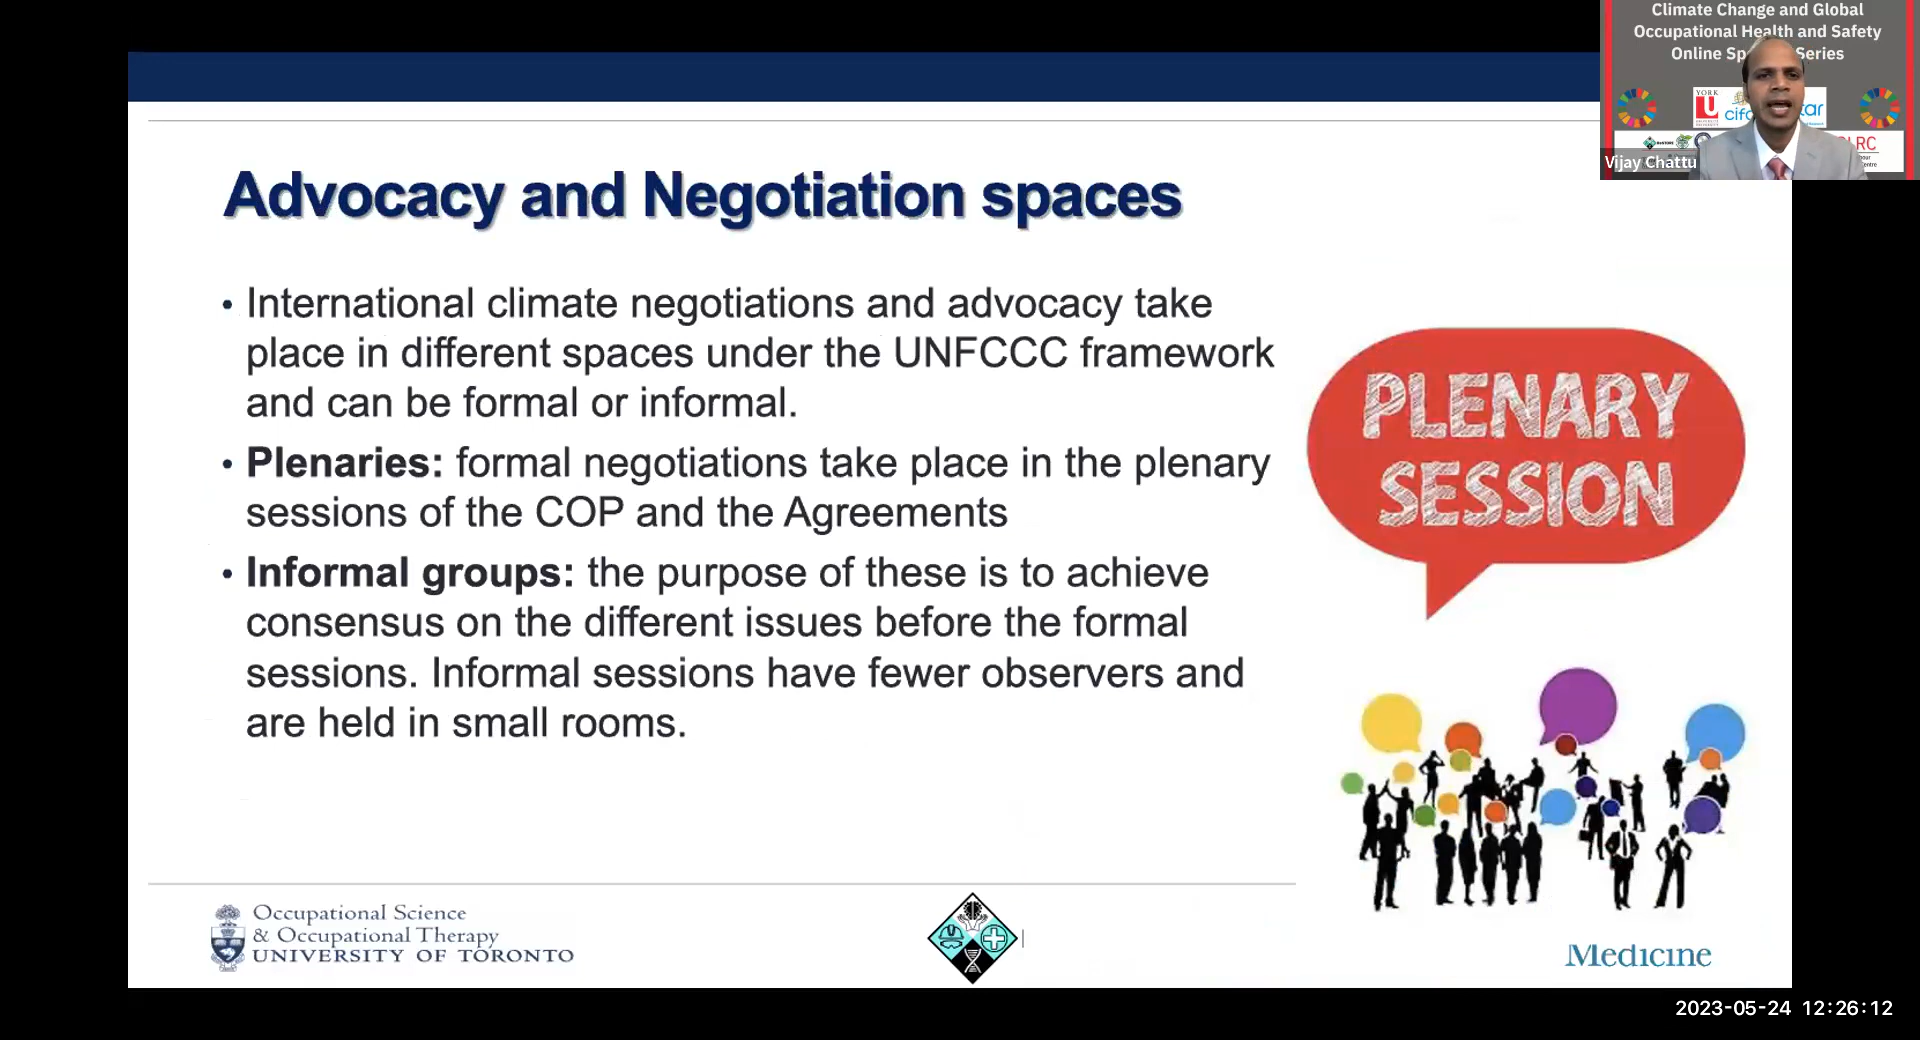 Climate Change and Global
Occupational Health and Safety
Online Sp Series
YORK
U
cif
tar
LRC
Vijay Chattu
Advocacy and Negotiation spaces
• International climate negotiations and advocacy take
place in different spaces under the UNFCCC framework
and can be formal or informal.
• Plenaries: formal negotiations take place in the plenary
sessions of the COP and the Agreements
• Informal groups: the purpose of these is to achieve
consensus on the different issues before the formal
sessions. Informal sessions have fewer observers and
are held in small rooms.
PLENARY
SESSION
Occupational Science
& Occupational Therapy
UNIVERSITY OF TORONTO
Medicine
2023-05-24 12:26:12